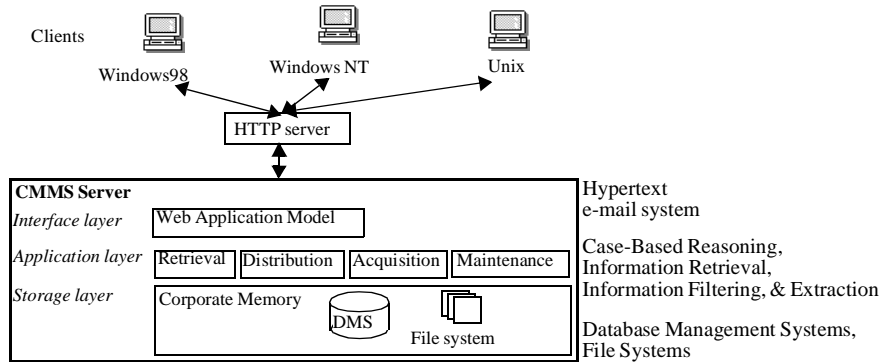 Clients
Windows98
Windows NT
Unix
HTTP server
CMMS Server
Interface layer
Web Application Model
Hypertext
e-mail system
Application layer
Retrieval
Distribution
Acquisition
Maintenance
Case-Based Reasoning,
Information Retrieval,
Information Filtering, & Extraction
Storage layer
Corporate Memory
DMS
File system
Database Management Systems,
File Systems